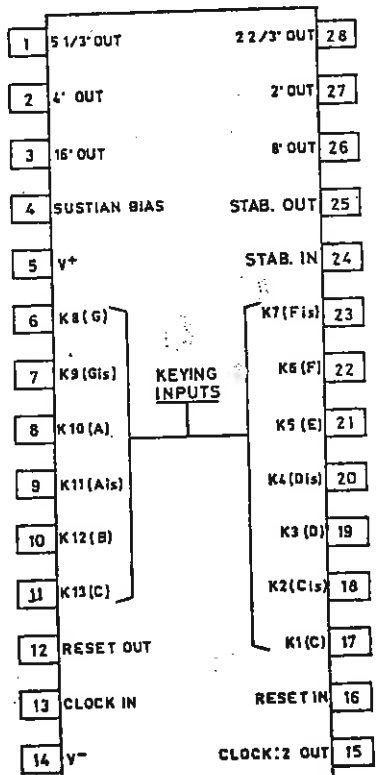 1 5 1/3' OUT 2 2/3' OUT 28
2 4' OUT 2' OUT 27
3 16' OUT 8' OUT 26
4 SUSTIAN BIAS STAB. OUT 25
5 V+ STAB. IN 24
6 K8(G) K7(Fis) 23
7 K9(Gis) KEYING INPUTS K6(F) 22
8 K10(A) K5(E) 21
9 K11(Ais) K4(Dis) 20
10 K12(B) K3(D) 19
11 K13(C) K2(Cis) 18
12 RESET OUT K1(C) 17
13 CLOCK IN RESET IN 16
14 V- CLOCK:2 OUT 15